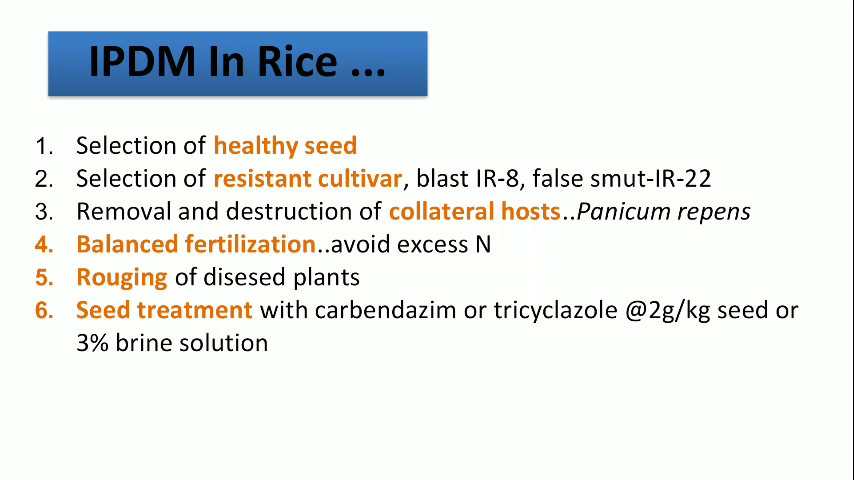 IPDM In Rice ...
1. Selection of healthy seed
2. Selection of resistant cultivar, blast IR-8, false smut-IR-22
3. Removal and destruction of collateral hosts..Panicum repens
4. Balanced fertilization..avoid excess N
5. Rouging of disesed plants
6. Seed treatment with carbendazim or tricyclazole @2g/kg seed or
3% brine solution